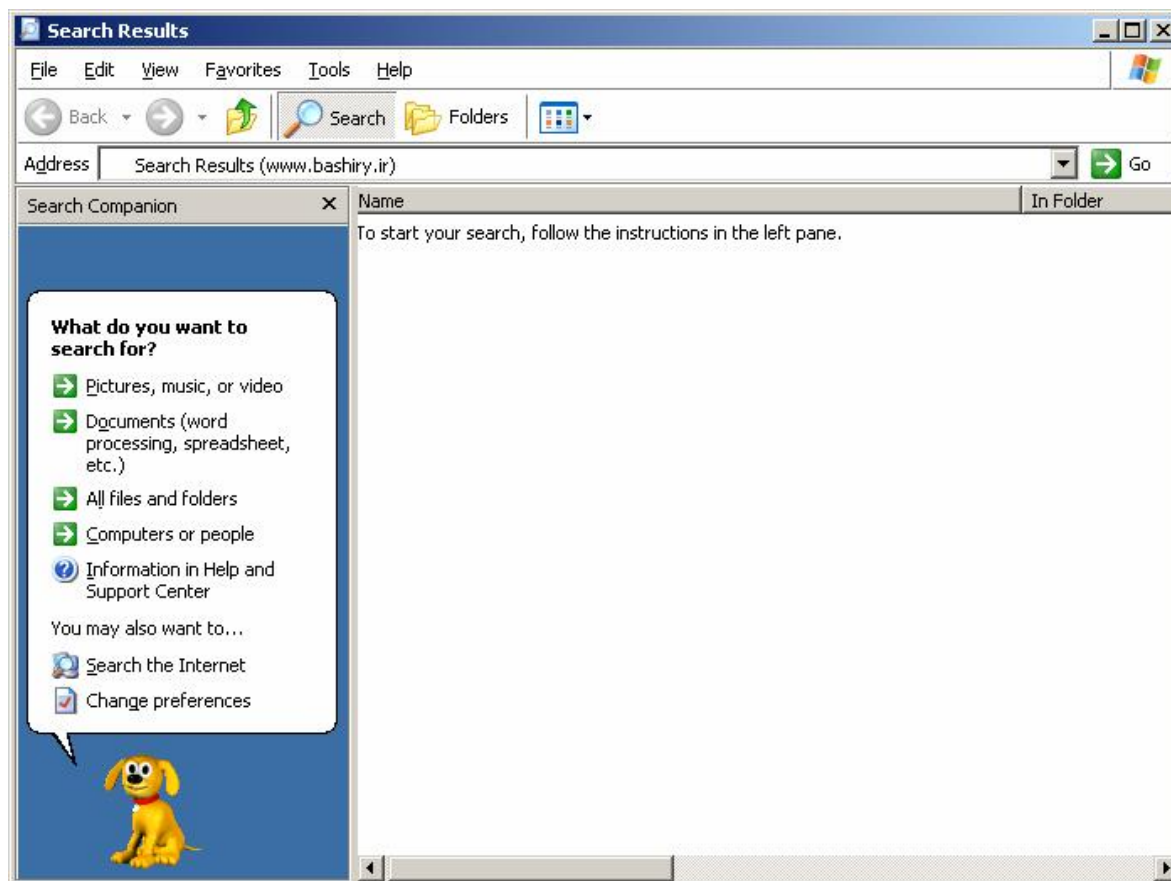 Search Results
File Edit View Favorites Tools Help
Back Search Folders
Address Search Results (www.bashiry.ir) Go
Search Companion Name In Folder
To start your search, follow the instructions in the left pane.
What do you want to
search for?
Pictures, music, or video
Documents (word
processing, spreadsheet,
etc.)
All files and folders
Computers or people
Information in Help and
Support Center
You may also want to...
Search the Internet
Change preferences